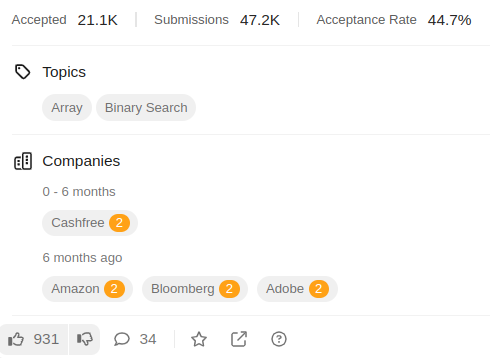 Accepted 21.1K Submissions 47.2K Acceptance Rate 44.7%
Topics
Array Binary Search
Companies
0 - 6 months
Cashfree 2
6 months ago
Amazon 2 Bloomberg 2 Adobe 2
931 34